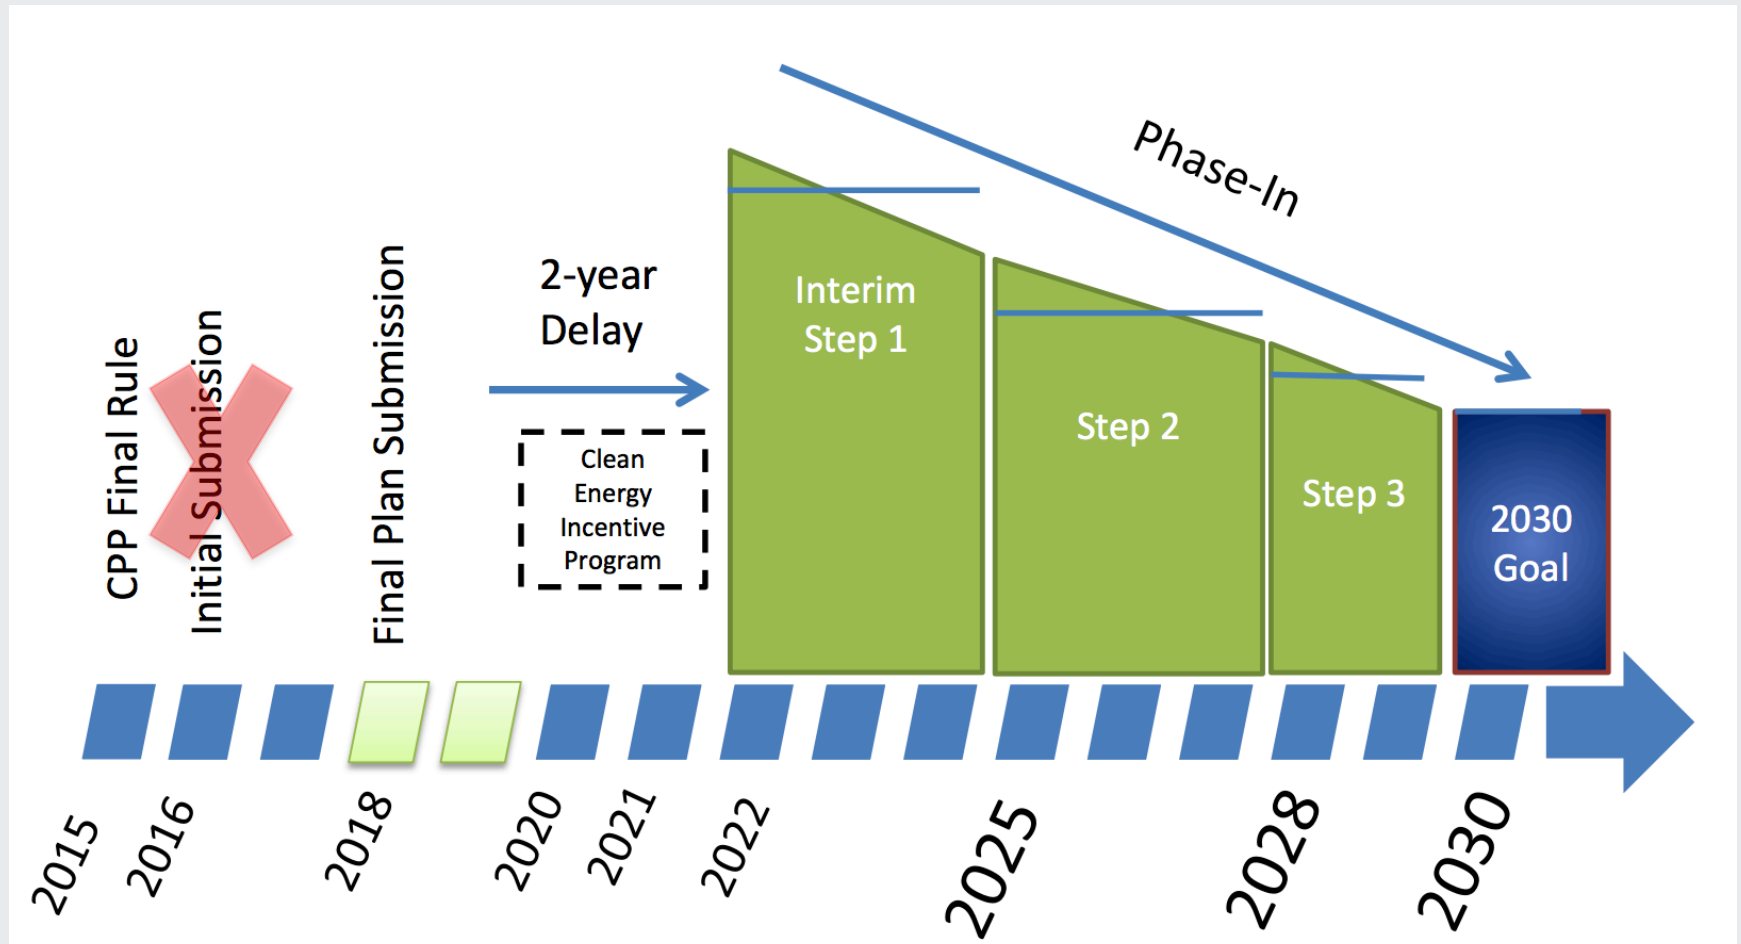 CPP Final Rule
Initial Submission
Final Plan Submission
2-year
Delay
Clean
Energy
Incentive
Program
Phase-In
Interim
Step 1
Step 2
Step 3
2030
Goal
2015
2016
2018
2020
2021
2022
2025
2028
2030